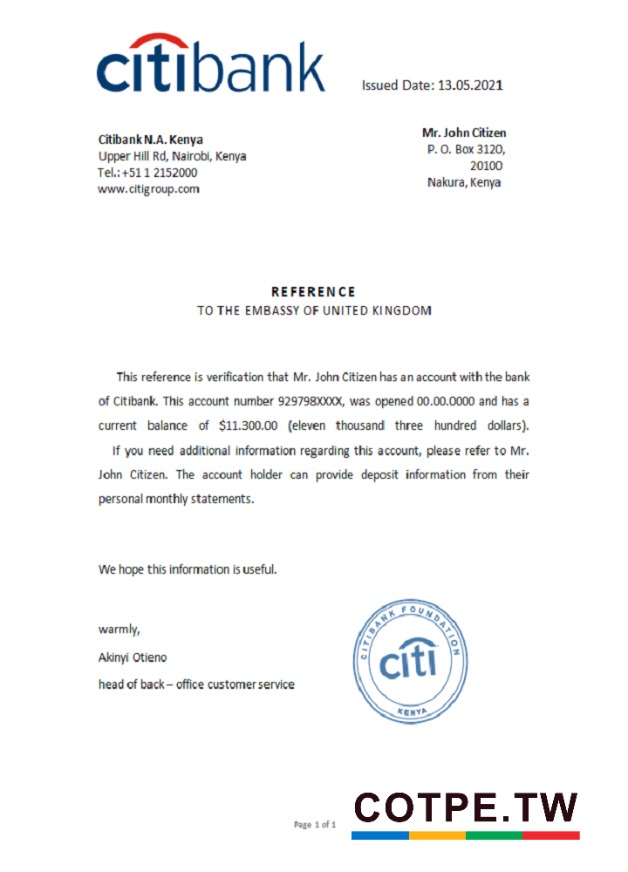 citibank
Issued Date: 13.05.2021
Citibank N.A. Kenya
Upper Hill Rd, Nairobi, Kenya
Tel.: +51 1 2152000
www.citigroup.com
Mr. John Citizen
P. O. Box 3120,
20100
Nakura, Kenya
REFERENCE
TO THE EMBASSY OF UNITED KINGDOM
This reference is verification that Mr. John Citizen has an account with the bank
of Citibank. This account number 929798XXXX, was opened 00.00.0000 and has a
current balance of $11.300.00 (eleven thousand three hundred dollars).
If you need additional information regarding this account, please refer to Mr.
John Citizen. The account holder can provide deposit information from their
personal monthly statements.
We hope this information is useful.
warmly,
Akinyi Otieno
head of back – office customer service
CITIBANK FOUNDATION
citi
KENYA
Page 1 of 1
COTPE.TW